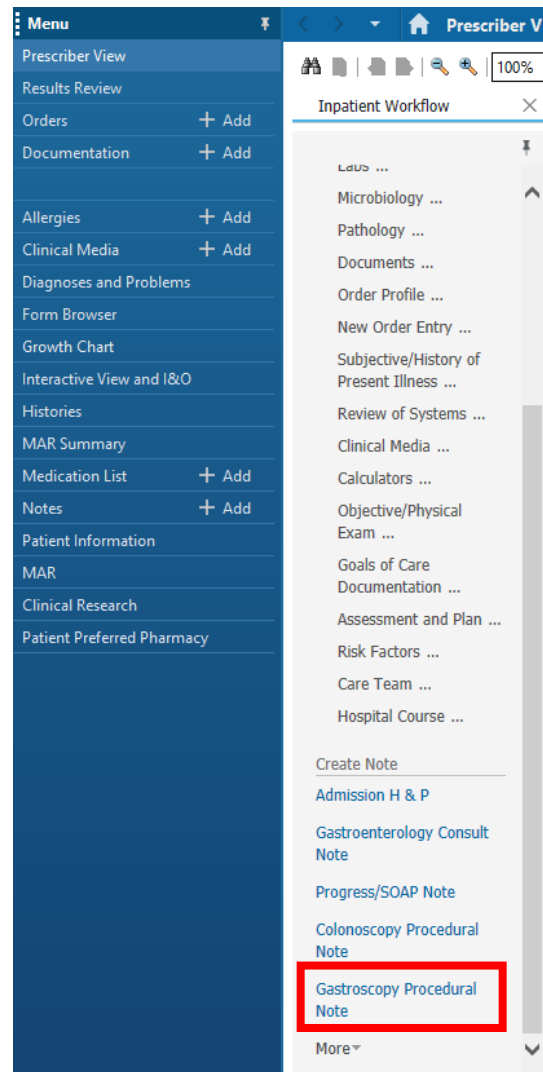 Menu
Prescriber View
Results Review
Orders + Add
Documentation + Add
Allergies + Add
Clinical Media + Add
Diagnoses and Problems
Form Browser
Growth Chart
Interactive View and I&O
Histories
MAR Summary
Medication List + Add
Notes + Add
Patient Information
MAR
Clinical Research
Patient Preferred Pharmacy
Prescriber V
100%
Inpatient Workflow
Labs ...
Microbiology ...
Pathology ...
Documents ...
Order Profile ...
New Order Entry ...
Subjective/History of
Present Illness ...
Review of Systems ...
Clinical Media ...
Calculators ...
Objective/Physical
Exam ...
Goals of Care
Documentation ...
Assessment and Plan ...
Risk Factors ...
Care Team ...
Hospital Course ...
Create Note
Admission H & P
Gastroenterology Consult
Note
Progress/SOAP Note
Colonoscopy Procedural
Note
Gastroscopy Procedural
Note
More